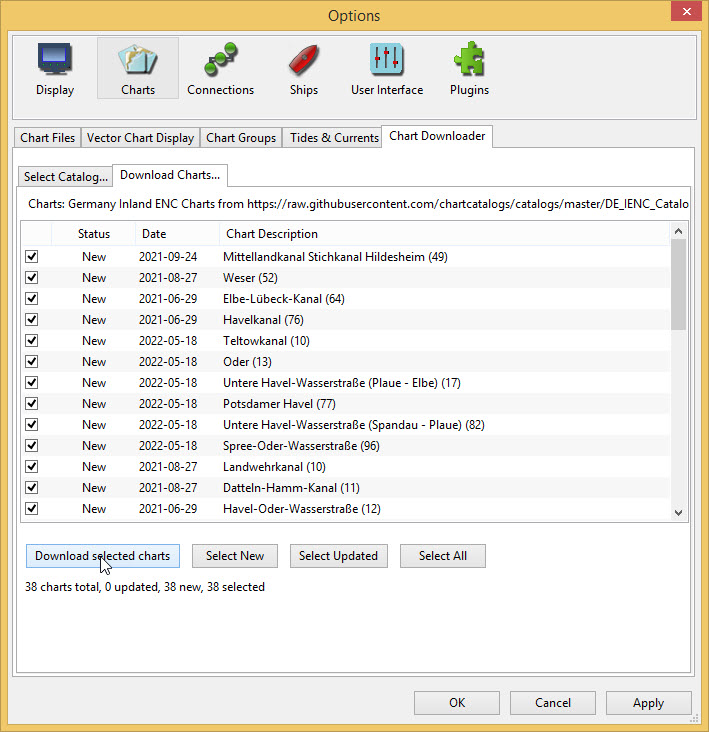 Options
Display Charts Connections Ships User Interface Plugins
Chart Files Vector Chart Display Chart Groups Tides & Currents Chart Downloader
Select Catalog... Download Charts...
Charts: Germany Inland ENC Charts from https://raw.githubusercontent.com/chartcatalogs/catalogs/master/DE_IENC_Catalo
Status Date Chart Description
New 2021-09-24 Mittellandkanal Stichkanal Hildesheim (49)
New 2021-08-27 Weser (52)
New 2021-06-29 Elbe-Lübeck-Kanal (64)
New 2021-06-29 Havelkanal (76)
New 2022-05-18 Teltowkanal (10)
New 2022-05-18 Oder (13)
New 2022-05-18 Untere Havel-Wasserstraße (Plaue - Elbe) (17)
New 2022-05-18 Potsdamer Havel (77)
New 2022-05-18 Untere Havel-Wasserstraße (Spandau - Plaue) (82)
New 2022-05-18 Spree-Oder-Wasserstraße (96)
New 2021-08-27 Landwehrkanal (10)
New 2021-08-27 Datteln-Hamm-Kanal (11)
New 2021-06-29 Havel-Oder-Wasserstraße (12)
Download selected charts Select New Select Updated Select All
38 charts total, 0 updated, 38 new, 38 selected
OK Cancel Apply